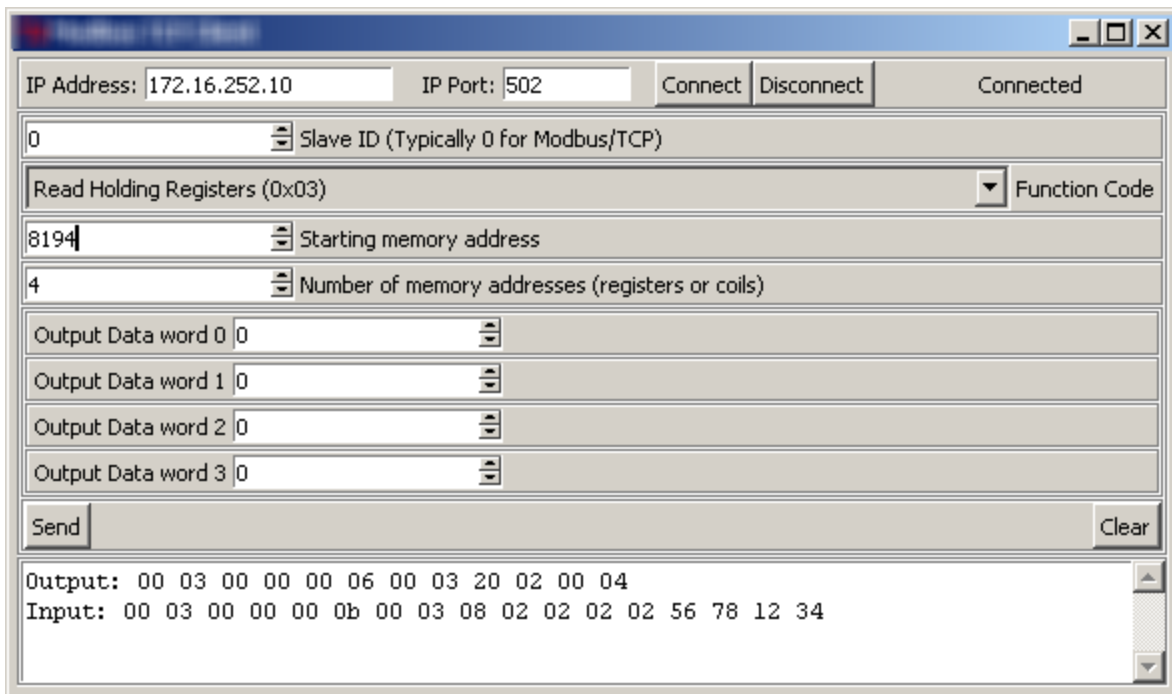 IP Address: 172.16.252.10 IP Port: 502 Connect Disconnect Connected
0 Slave ID (Typically 0 for Modbus/TCP)
Read Holding Registers (0x03) Function Code
8194 Starting memory address
4 Number of memory addresses (registers or coils)
Output Data word 0 0
Output Data word 1 0
Output Data word 2 0
Output Data word 3 0
Send Clear
Output: 00 03 00 00 00 06 00 03 20 02 00 04
Input: 00 03 00 00 00 0b 00 03 08 02 02 02 02 56 78 12 34